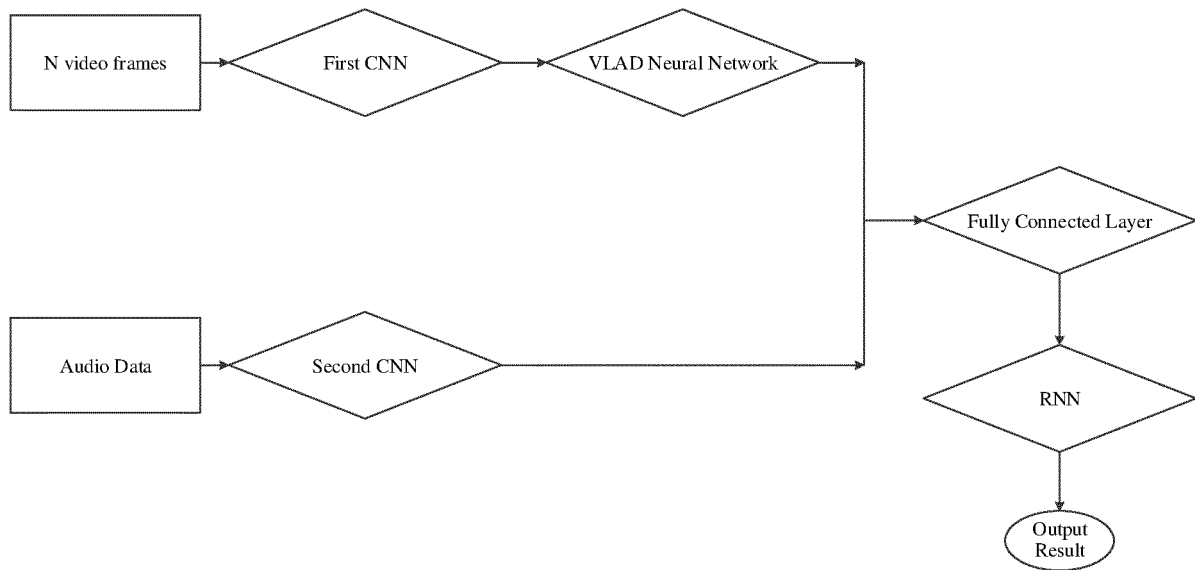 N video frames
First CNN
VLAD Neural Network
Fully Connected Layer
Audio Data
Second CNN
RNN
Output
Result